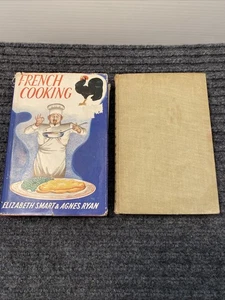 FRENCH
COOKING
ELIZABETH SMART & AGNES RYAN